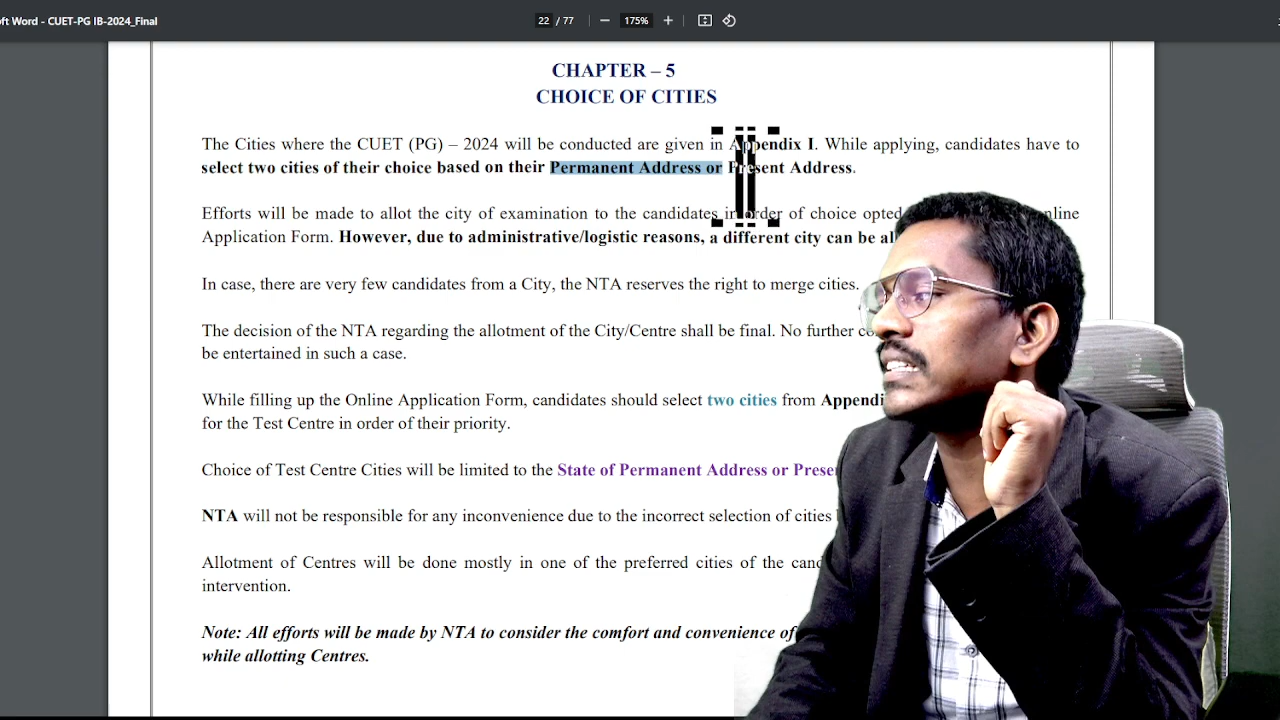 oft Word - CUET-PG IB-2024_Final
22 / 77
175%
CHAPTER – 5
CHOICE OF CITIES
The Cities where the CUET (PG) – 2024 will be conducted are given in Appendix I. While applying, candidates have to
select two cities of their choice based on their Permanent Address or Present Address.
Efforts will be made to allot the city of examination to the candidates in order of choice opted
Application Form. However, due to administrative/logistic reasons, a different city can be
In case, there are very few candidates from a City, the NTA reserves the right to merge cities.
The decision of the NTA regarding the allotment of the City/Centre shall be final. No further
be entertained in such a case.
While filling up the Online Application Form, candidates should select two cities from
for the Test Centre in order of their priority.
Choice of Test Centre Cities will be limited to the State of Permanent Address or
NTA will not be responsible for any inconvenience due to the incorrect selection of cities
Allotment of Centres will be done mostly in one of the preferred cities of the
intervention.
Note: All efforts will be made by NTA to consider the comfort and convenience of
while allotting Centres.